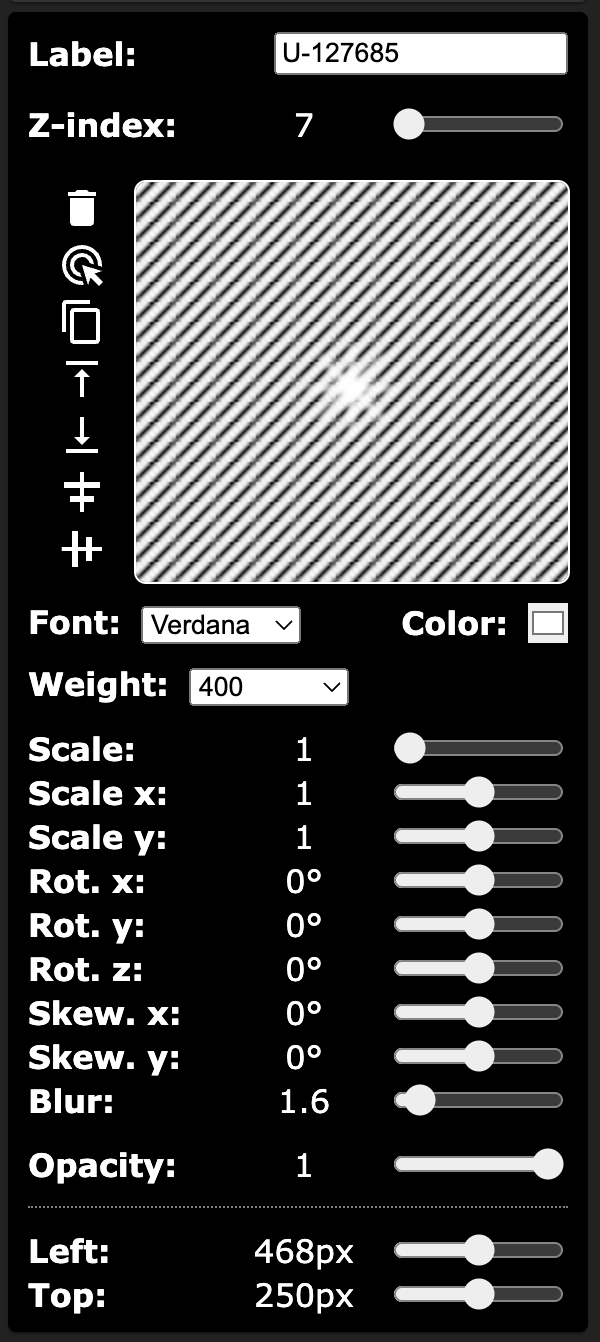 Label: U-127685
Z-index: 7
Font: Verdana Color:
Weight: 400
Scale: 1
Scale x: 1
Scale y: 1
Rot. x: 0°
Rot. y: 0°
Rot. z: 0°
Skew. x: 0°
Skew. y: 0°
Blur: 1.6
Opacity: 1
Left: 468px
Top: 250px